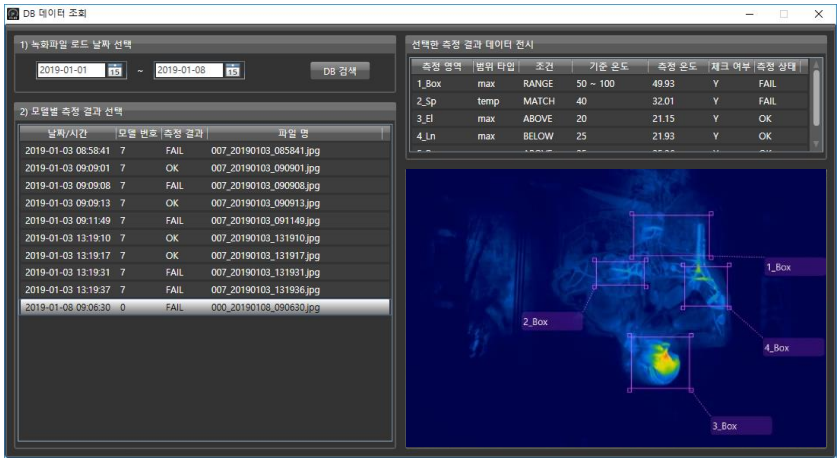 DB 데이터 조회
1) 녹화파일 로드 날짜 선택
2019-01-01 15 ~ 2019-01-08 15 DB 검색
2) 모델별 측정 결과 선택
날짜/시간 모델 번호 측정 결과 파일 명
2019-01-03 08:58:41 7 FAIL 007_20190103_085841.jpg
2019-01-03 09:09:01 7 OK 007_20190103_090901.jpg
2019-01-03 09:09:08 7 FAIL 007_20190103_090908.jpg
2019-01-03 09:09:13 7 OK 007_20190103_090913.jpg
2019-01-03 09:11:49 7 FAIL 007_20190103_091149.jpg
2019-01-03 13:19:10 7 OK 007_20190103_131910.jpg
2019-01-03 13:19:17 7 OK 007_20190103_131917.jpg
2019-01-03 13:19:31 7 FAIL 007_20190103_131931.jpg
2019-01-03 13:19:37 7 FAIL 007_20190103_131936.jpg
2019-01-08 09:06:30 0 FAIL 000_20190108_090630.jpg
선택한 측정 결과 데이터 전시
측정 영역 범위 타입 조건 기준 온도 측정 온도 체크 여부 측정 상태
1_Box max RANGE 50 ~ 100 49.93 Y FAIL
2_Sp temp MATCH 40 32.01 Y FAIL
3_El max ABOVE 20 21.15 Y OK
4_Ln max BELOW 25 21.93 Y OK
1_Box
2_Box
4_Box
3_Box